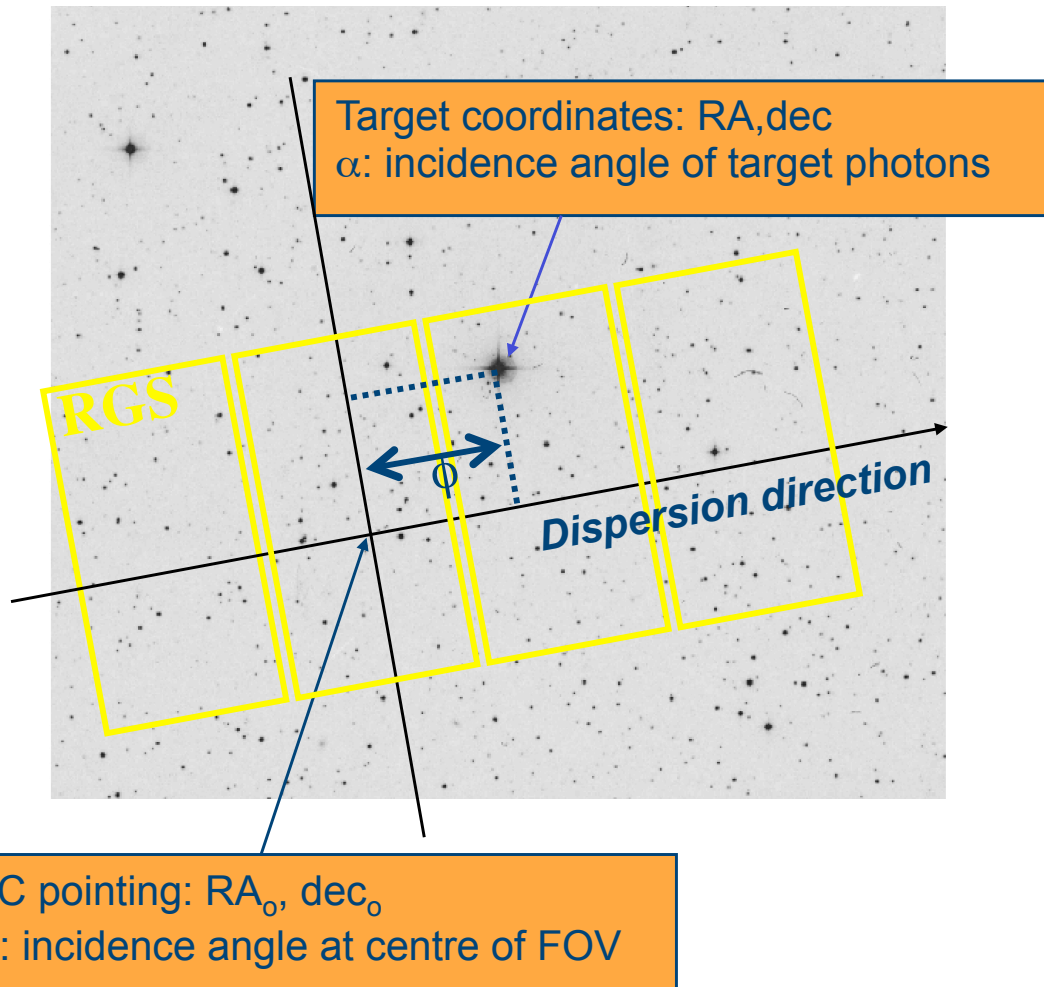 Target coordinates: RA,dec
α: incidence angle of target photons
RGS
φ
Dispersion direction
C pointing: RAₒ, decₒ
: incidence angle at centre of FOV